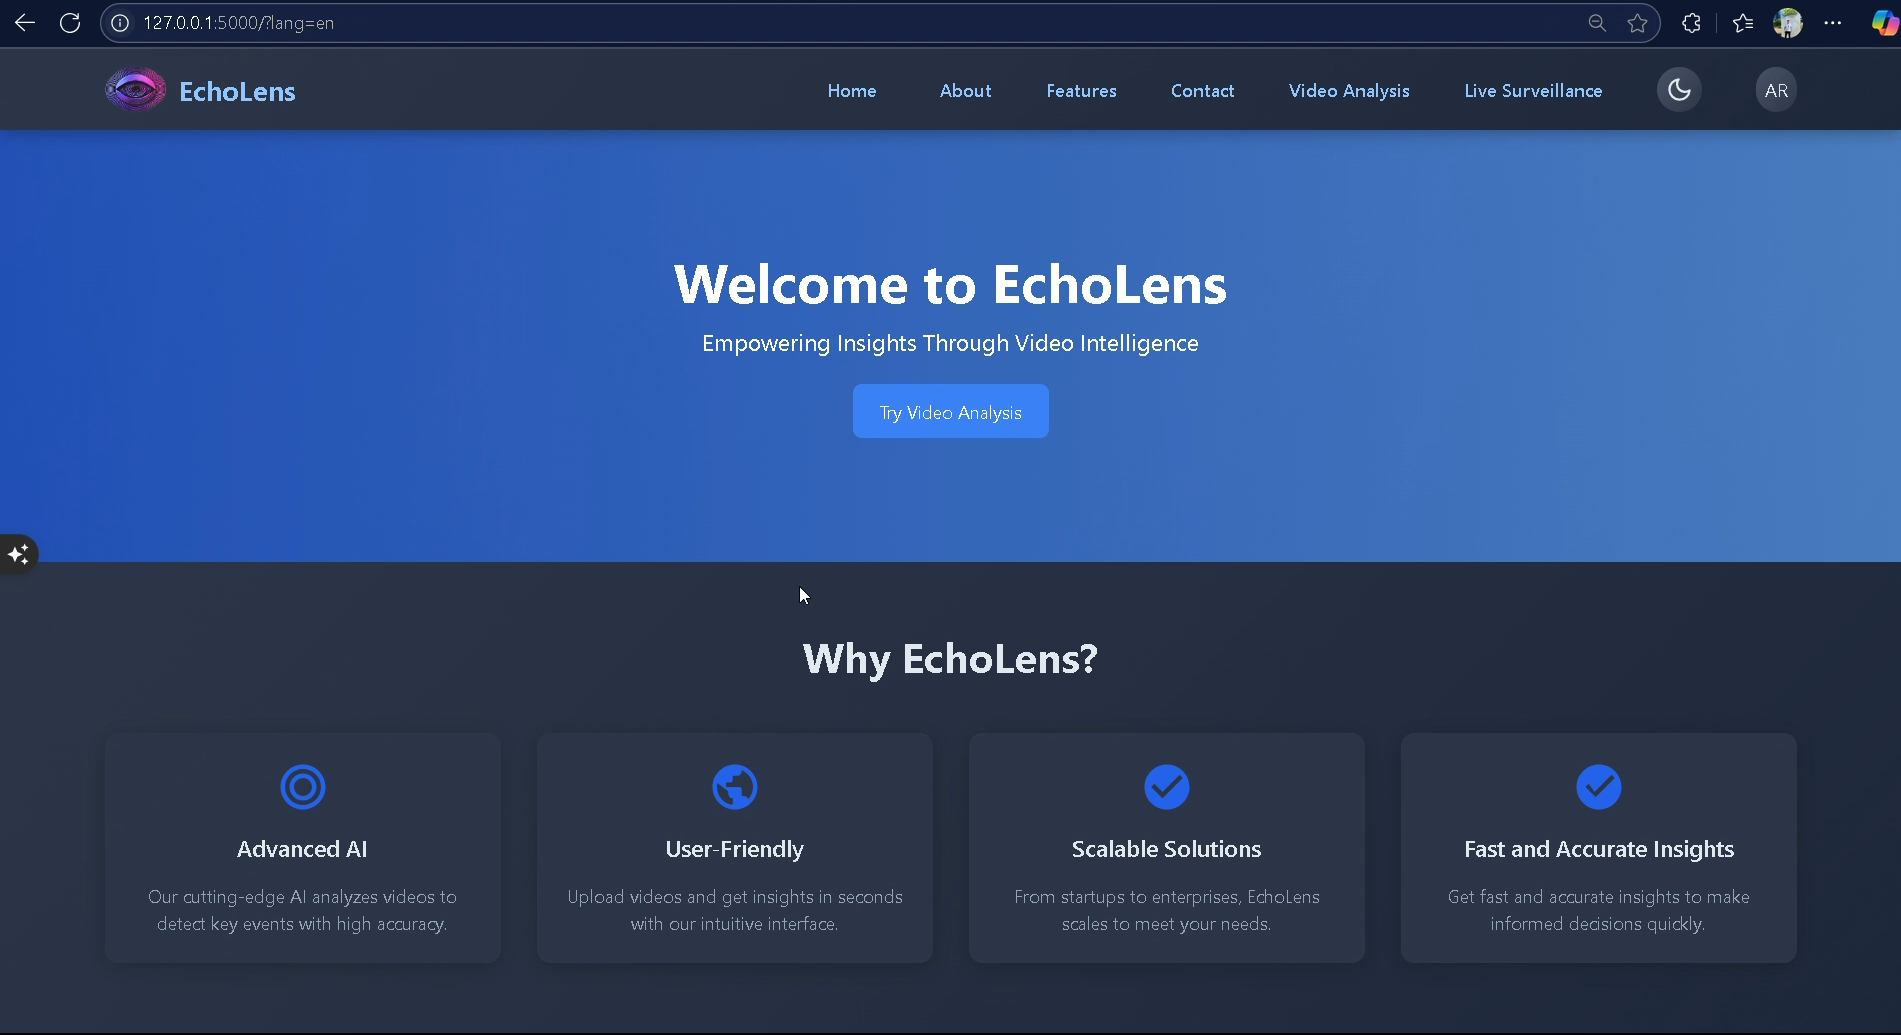 127.0.0.1:5000/?lang=en
EchoLens
Home
About
Features
Contact
Video Analysis
Live Surveillance
AR
Welcome to EchoLens
Empowering Insights Through Video Intelligence
Try Video Analysis
Why EchoLens?
Advanced AI
Our cutting-edge AI analyzes videos to
detect key events with high accuracy.
User-Friendly
Upload videos and get insights in seconds
with our intuitive interface.
Scalable Solutions
From startups to enterprises, EchoLens
scales to meet your needs.
Fast and Accurate Insights
Get fast and accurate insights to make
informed decisions quickly.